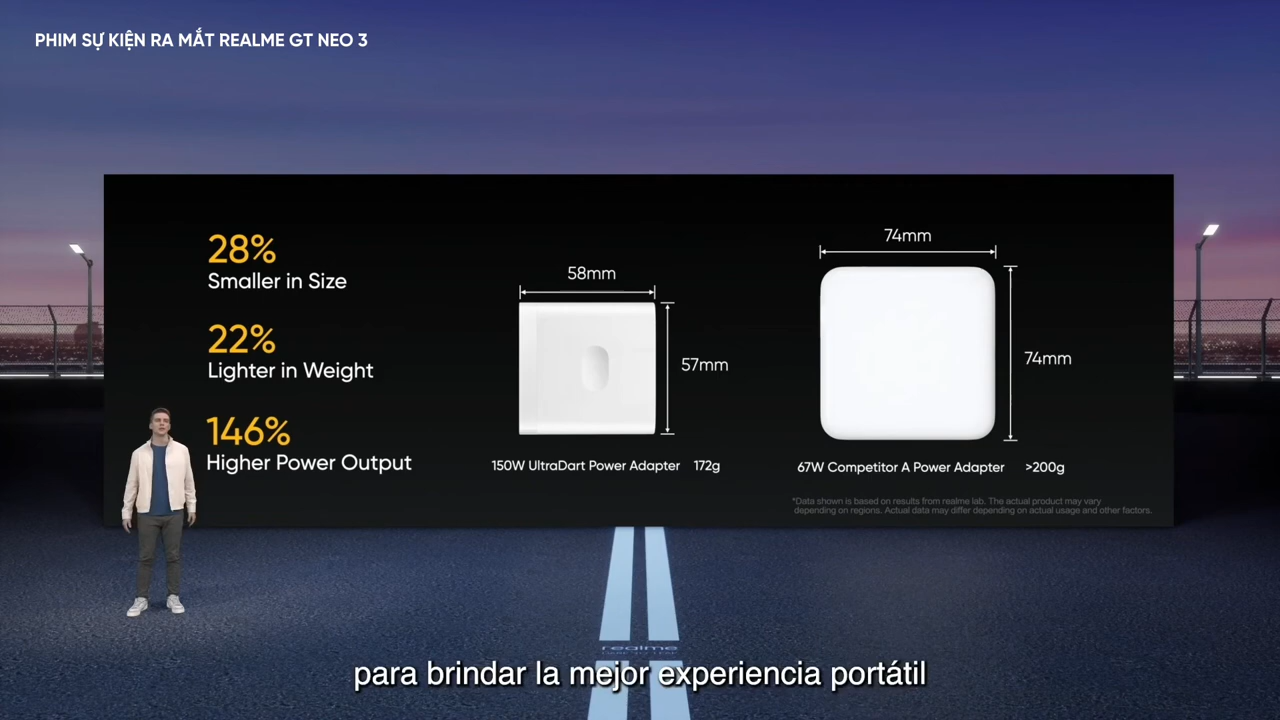 PHIM SỰ KIỆN RA MẮT REALME GT NEO 3
28%
Smaller in Size
22%
Lighter in Weight
146%
Higher Power Output
58mm
57mm
150W UltraDart Power Adapter 172g
74mm
74mm
67W Competitor A Power Adapter >200g
*Data shown is based on results from realme lab. The actual product may vary
depending on regions. Actual data may differ depending on actual usage and other factors.
realme
para brindar la mejor experiencia portátil